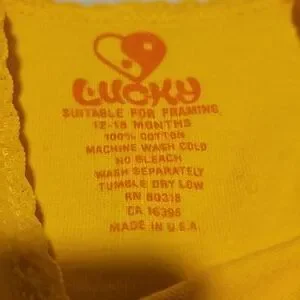 LUCKY
SUITABLE FOR FRAMING
12-18 MONTHS
100% COTTON
MACHINE WASH COLD
NO BLEACH
WASH SEPARATELY
TUMBLE DRY LOW
RN 80318
CA 16395
MADE IN U.S.A